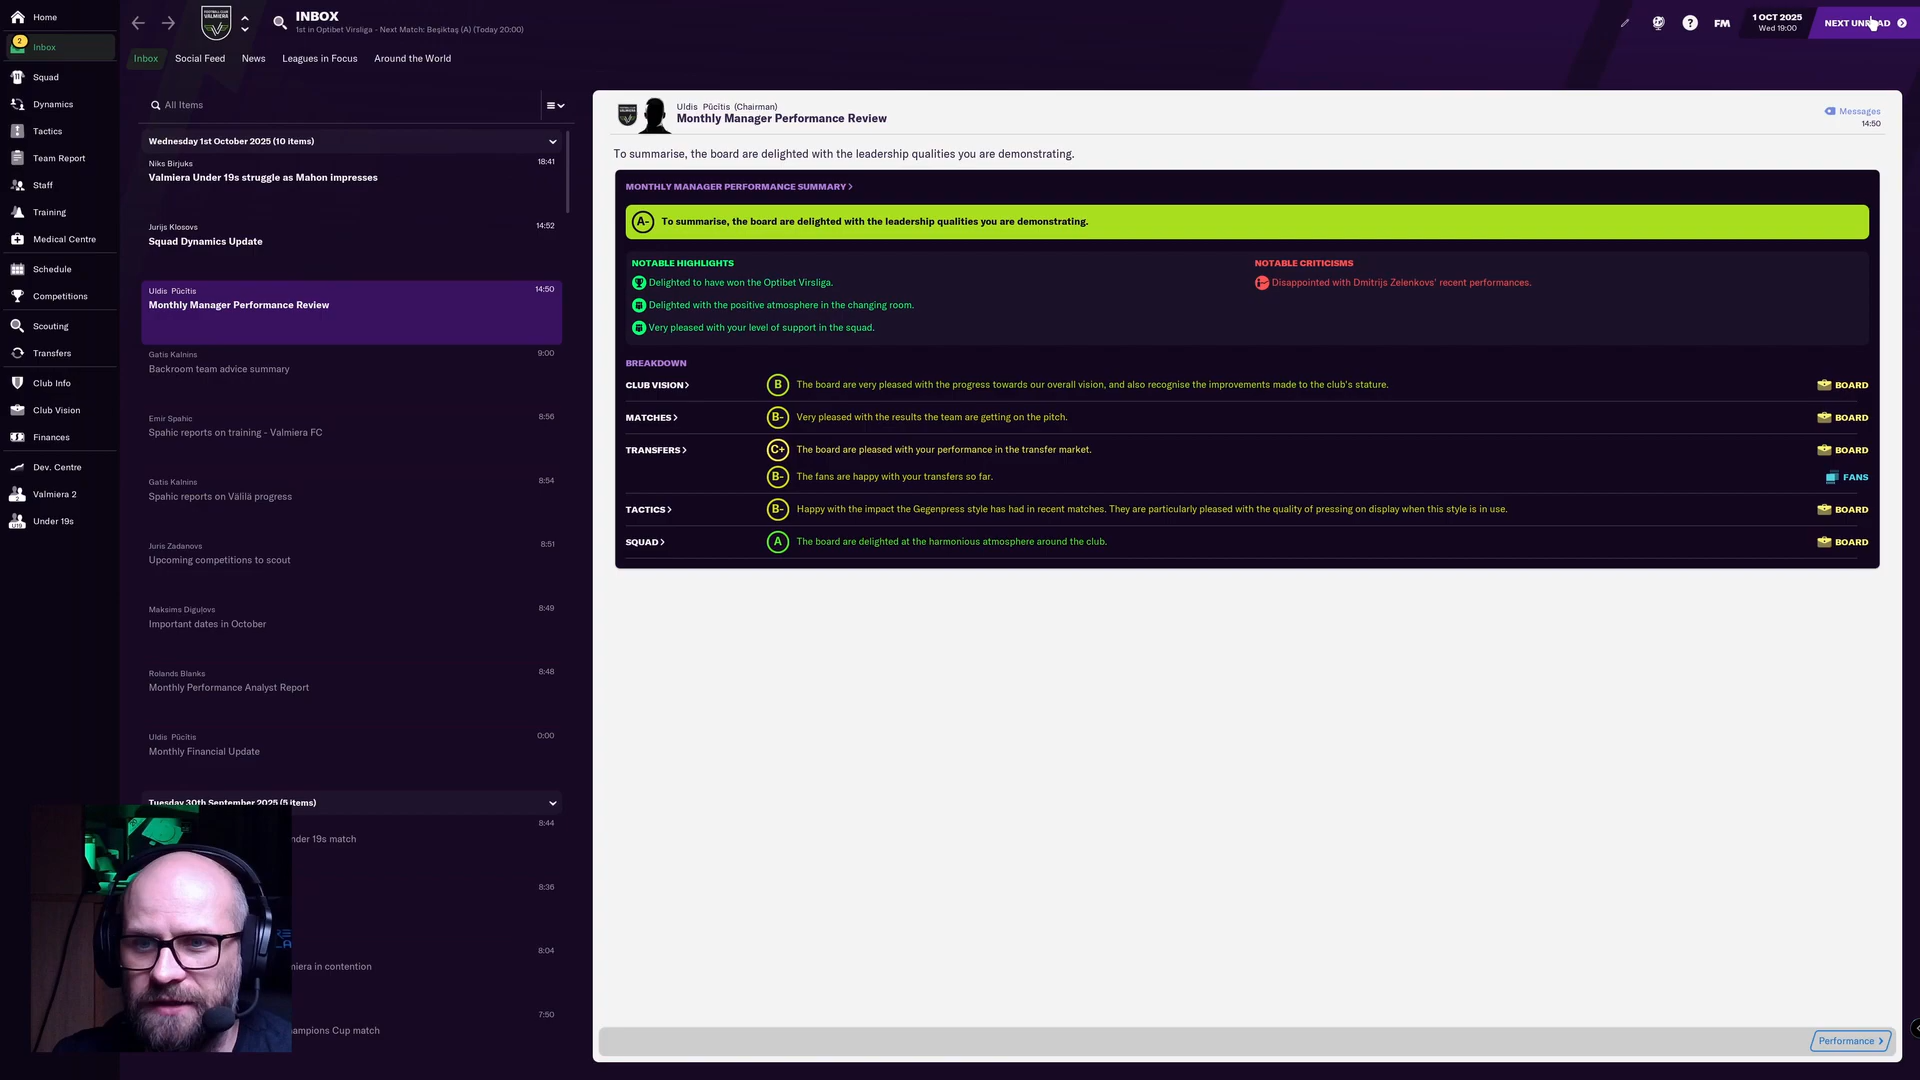 Home
2
Inbox
Squad
Dynamics
Tactics
Team Report
Staff
Training
Medical Centre
Schedule
Competitions
Scouting
Transfers
Club Info
Club Vision
Finances
Dev. Centre
Valmiera 2
Under 19s
INBOX
1st in Optibet Virsliga - Next Match: Beşiktaş (A) (Today 20:00)
FM
1 OCT 2025
Wed 19:00
Inbox
Social Feed
News
Leagues in Focus
Around the World
All Items
Wednesday 1st October 2025 (10 items)
Niks Birjuks
18:41
Valmiera Under 19s struggle as Mahon impresses
Jurijs Klosovs
14:52
Squad Dynamics Update
Uldis Pūcītis
14:50
Monthly Manager Performance Review
Gatis Kalnins
9:00
Backroom team advice summary
Emir Spahic
8:56
Spahic reports on training - Valmiera FC
Gatis Kalnins
8:54
Spahic reports on Välilä progress
Juris Zadanovs
8:51
Upcoming competitions to scout
Maksims Diguļovs
8:49
Important dates in October
Rolands Blanks
8:48
Monthly Performance Analyst Report
Uldis Pūcītis
0:00
Monthly Financial Update
Tuesday 30th September 2025 (5 items)
8:44
nder 19s match
8:36
8:04
miera in contention
7:50
ampions Cup match
Uldis Pūcītis (Chairman)
Monthly Manager Performance Review
Messages
14:50
To summarise, the board are delighted with the leadership qualities you are demonstrating.
MONTHLY MANAGER PERFORMANCE SUMMARY
A- To summarise, the board are delighted with the leadership qualities you are demonstrating.
NOTABLE HIGHLIGHTS
Delighted to have won the Optibet Virsliga.
Delighted with the positive atmosphere in the changing room.
Very pleased with your level of support in the squad.
NOTABLE CRITICISMS
Disappointed with Dmitrijs Zelenkovs' recent performances.
BREAKDOWN
CLUB VISION B The board are very pleased with the progress towards our overall vision, and also recognise the improvements made to the club's stature. BOARD
MATCHES B- Very pleased with the results the team are getting on the pitch. BOARD
TRANSFERS C+ The board are pleased with your performance in the transfer market. BOARD
B- The fans are happy with your transfers so far. FANS
TACTICS B- Happy with the impact the Gegenpress style has had in recent matches. They are particularly pleased with the quality of pressing on display when this style is in use. BOARD
SQUAD A The board are delighted at the harmonious atmosphere around the club. BOARD
Performance